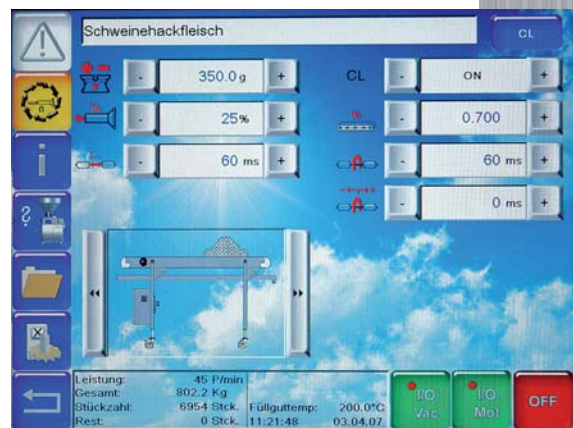 Schweinehackfleisch
CL
350.0 g
CL
ON
25%
0.700
60 ms
60 ms
0 ms
Leistung: 45 P/min
Gesamt: 802.2 Kg
Stückzahl: 6954 Stck.
Rest: 0 Stck.
Füllguttemp: 200.0°C
11:21:48 03.04.07
I/O Vac
I/O Mot
OFF